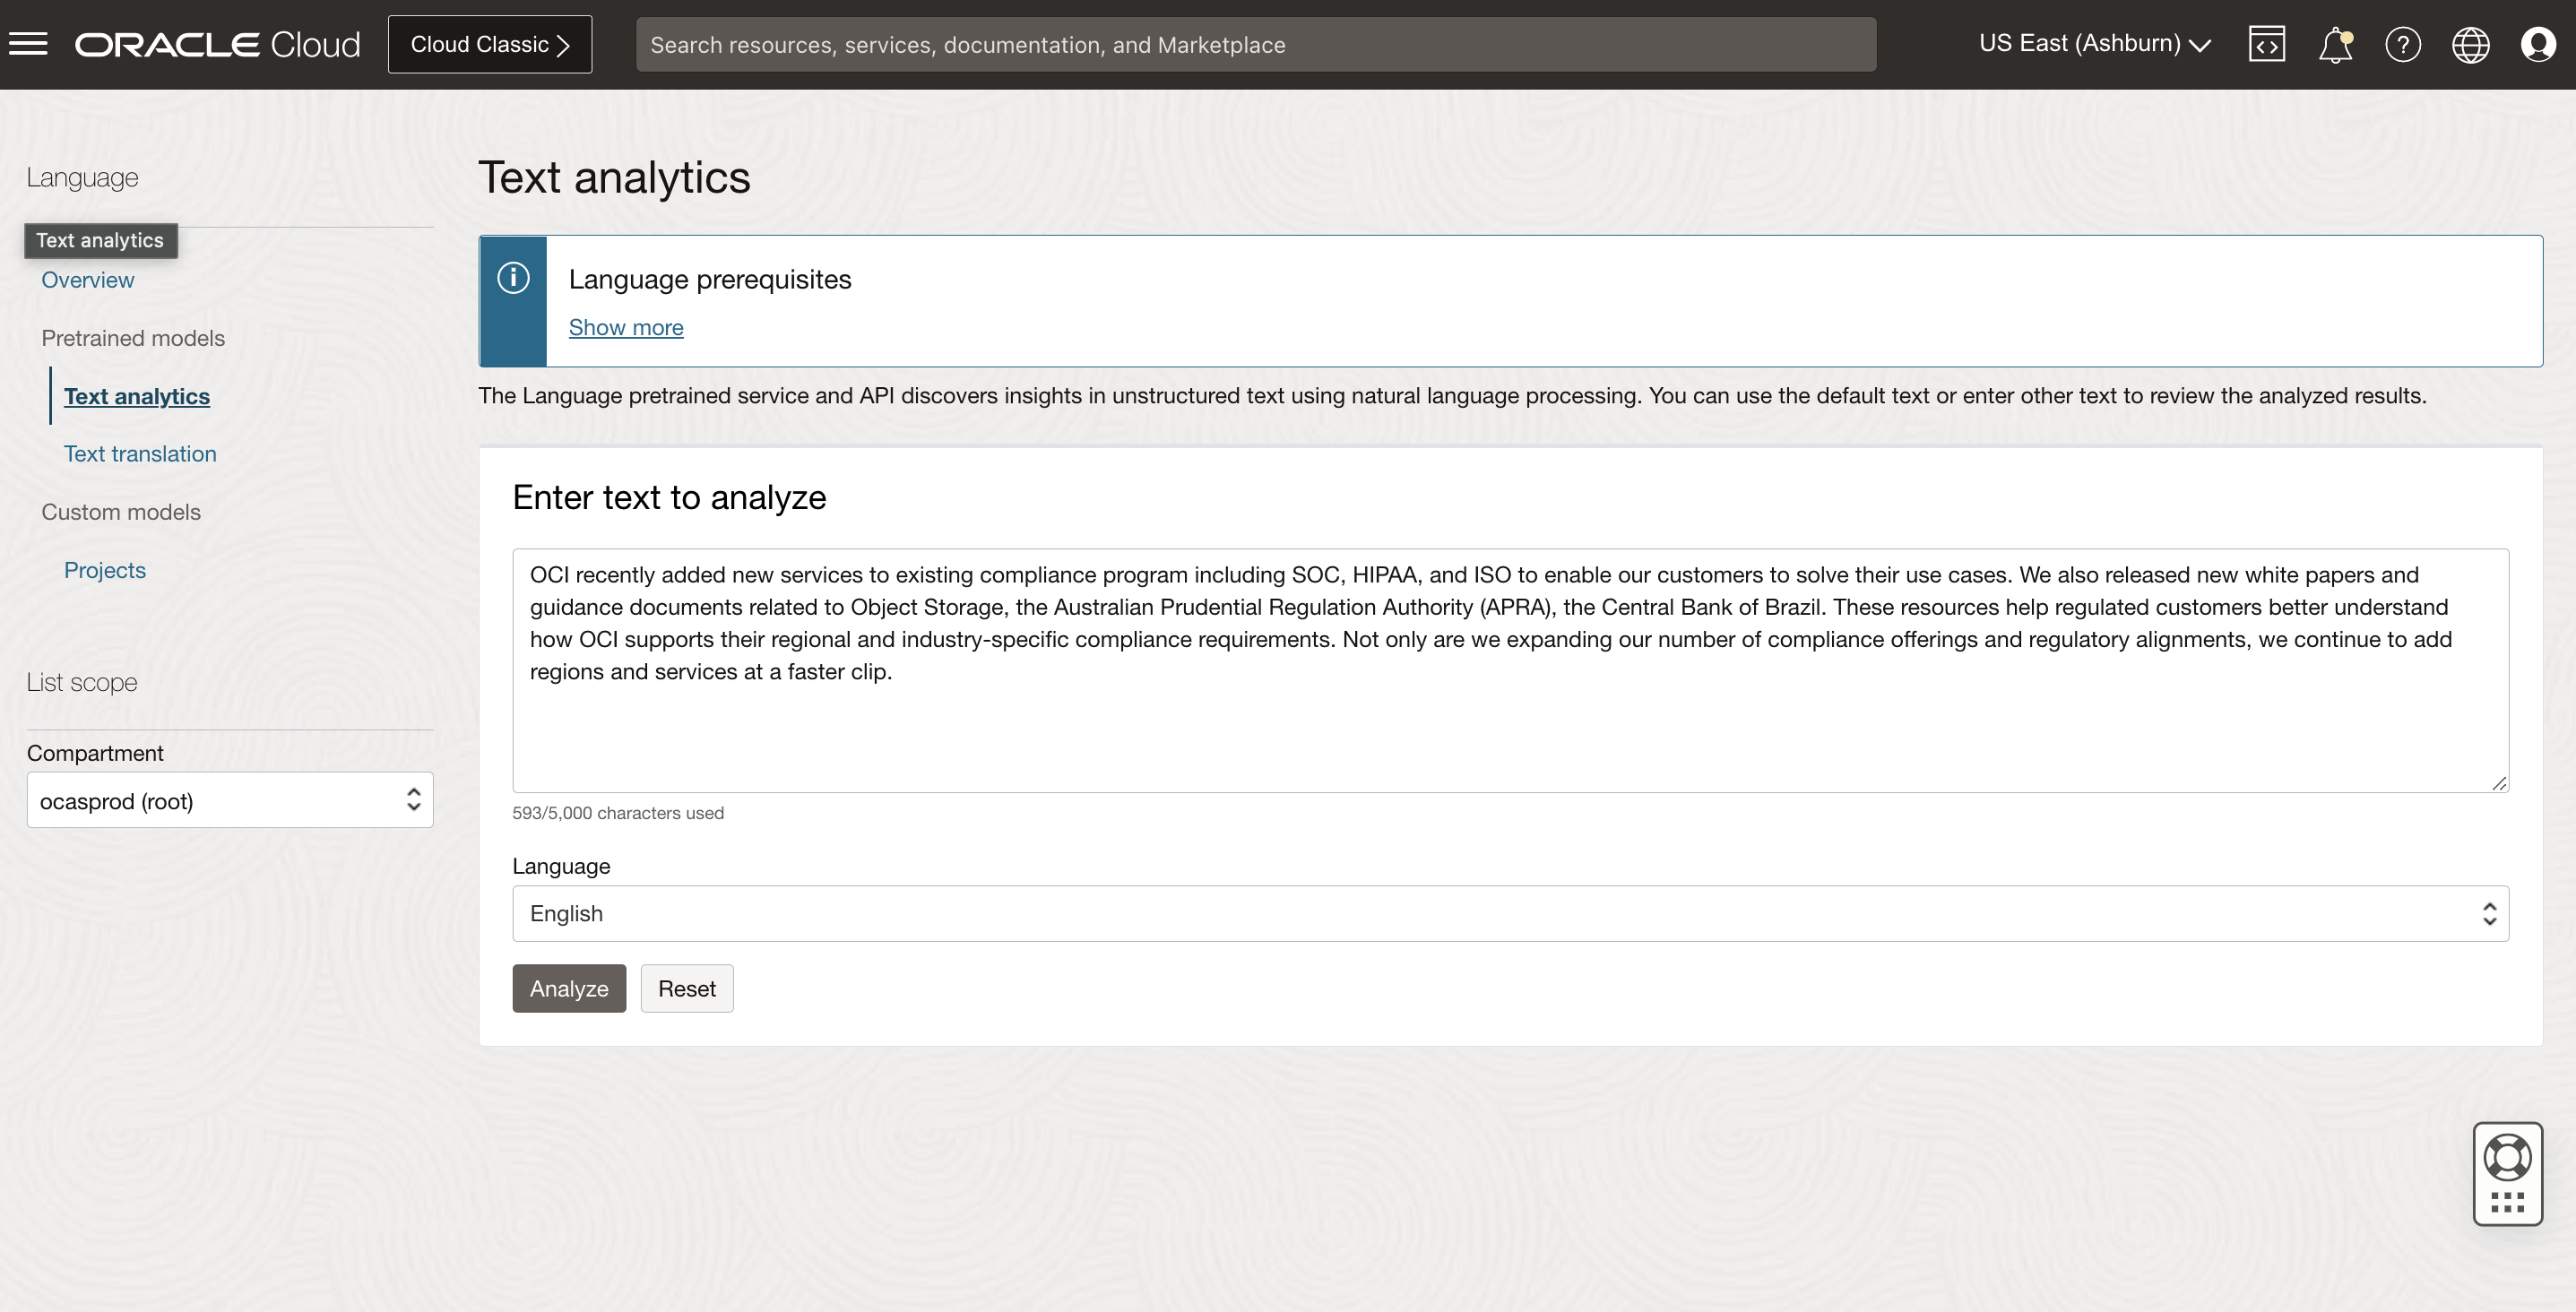 ORACLE Cloud
Cloud Classic
Search resources, services, documentation, and Marketplace
US East (Ashburn)
Language
Text analytics
Overview
Pretrained models
Text analytics
Text translation
Custom models
Projects
List scope
Compartment
ocasprod (root)
Text analytics
Language prerequisites
Show more
The Language pretrained service and API discovers insights in unstructured text using natural language processing. You can use the default text or enter other text to review the analyzed results.
Enter text to analyze
OCI recently added new services to existing compliance program including SOC, HIPAA, and ISO to enable our customers to solve their use cases. We also released new white papers and
guidance documents related to Object Storage, the Australian Prudential Regulation Authority (APRA), the Central Bank of Brazil. These resources help regulated customers better understand
how OCI supports their regional and industry-specific compliance requirements. Not only are we expanding our number of compliance offerings and regulatory alignments, we continue to add
regions and services at a faster clip.
593/5,000 characters used
Language
English
Analyze
Reset